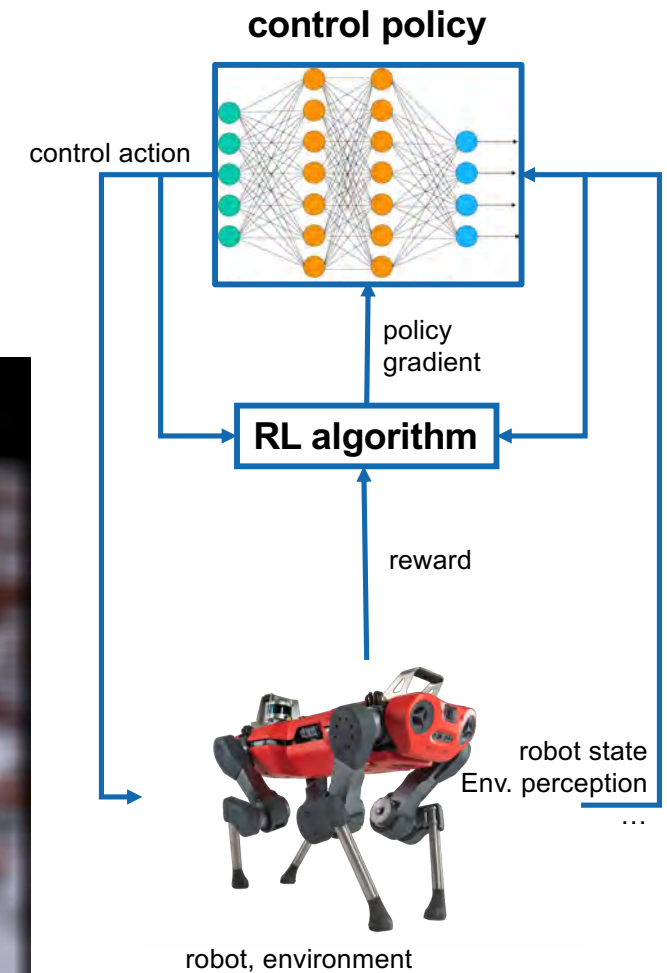 control policy
control action
policy
gradient
RL algorithm
reward
robot state
Env. perception
...
robot, environment